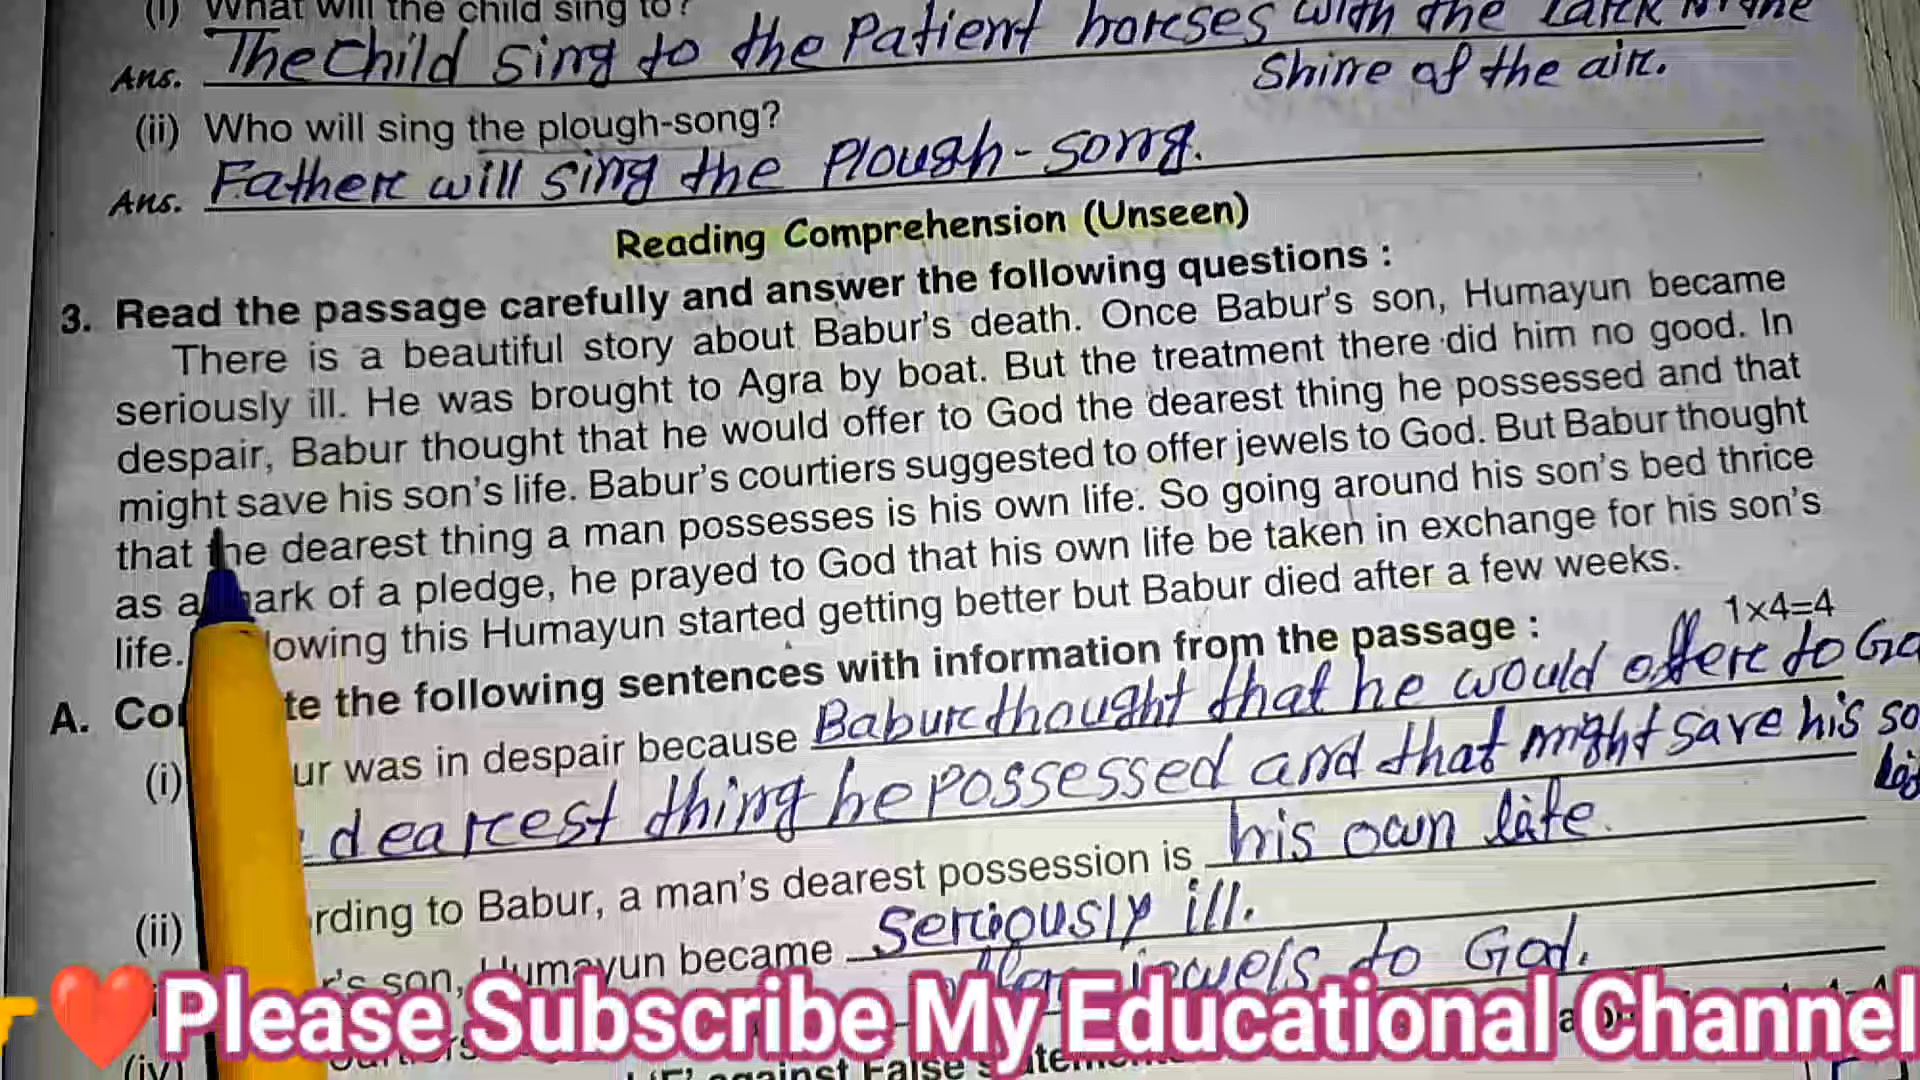 (i) What will the child sing to?
Ans. The Child sing to the Patient horses with the lark in the
Shine of the air.
(ii) Who will sing the plough-song?
Ans. Father will sing the Plough-song.
Reading Comprehension (Unseen)
3. Read the passage carefully and answer the following questions :
There is a beautiful story about Babur's death. Once Babur's son, Humayun became
seriously ill. He was brought to Agra by boat. But the treatment there did him no good. In
despair, Babur thought that he would offer to God the dearest thing he possessed and that
might save his son's life. Babur's courtiers suggested to offer jewels to God. But Babur thought
that the dearest thing a man possesses is his own life. So going around his son's bed thrice
as a mark of a pledge, he prayed to God that his own life be taken in exchange for his son's
life. lowing this Humayun started getting better but Babur died after a few weeks.
A. Co te the following sentences with information from the passage : 1×4=4
(i) ur was in despair because Babur thought that he would offere to Go
dearest thing he possessed and that might save his so
(ii) rding to Babur, a man's dearest possession is his own life.
r's son, Humayun became seriously ill.
jewels to God.
(iv)
'F' against False
Please Subscribe My Educational Channel